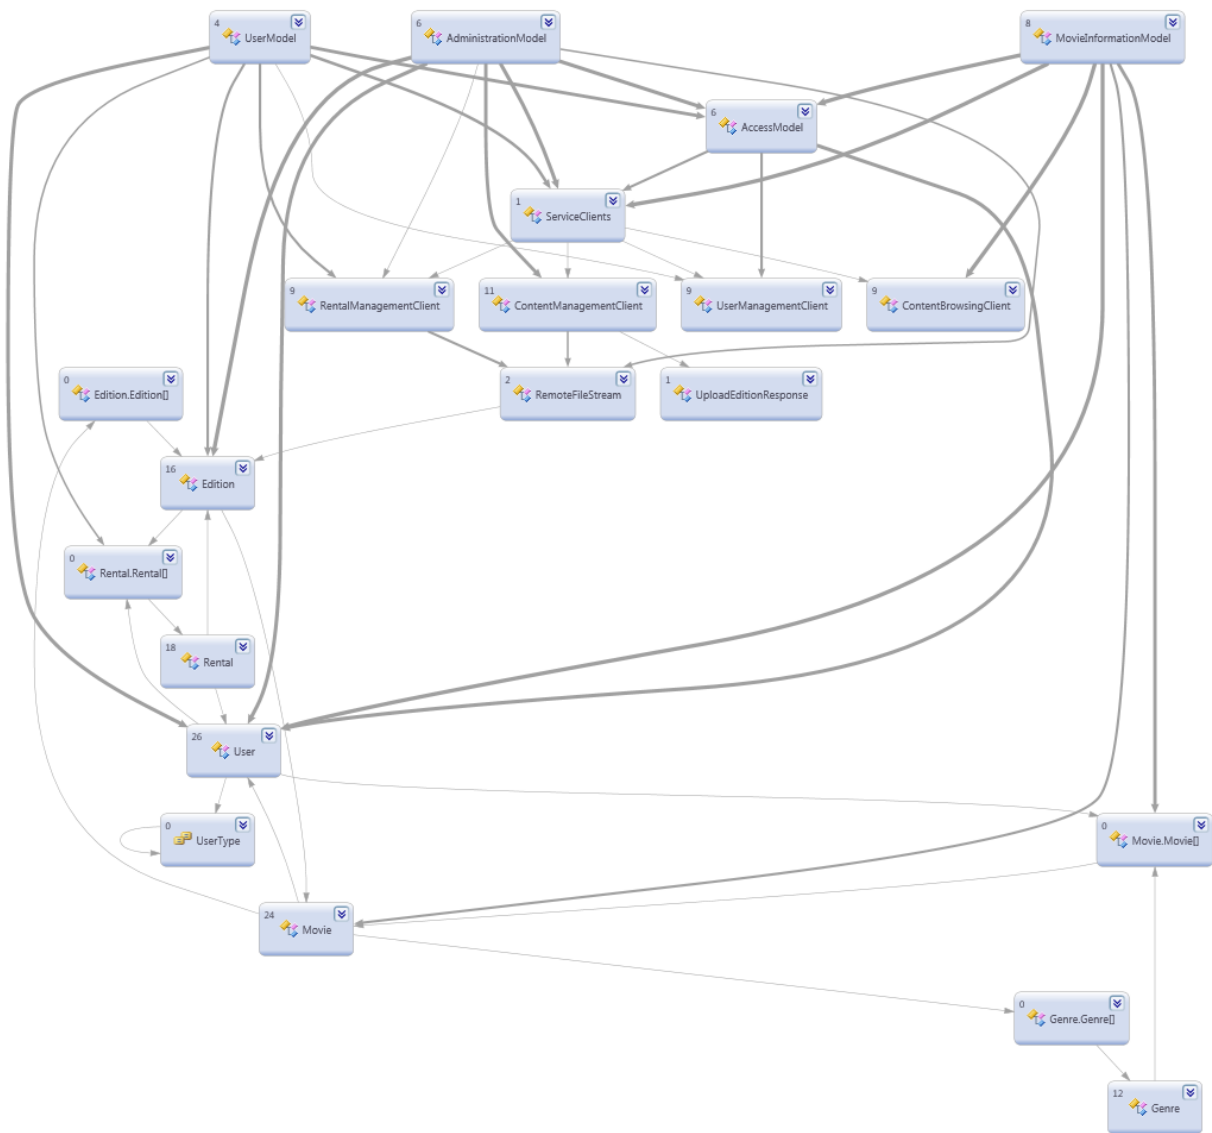 4
UserModel
6
AdministrationModel
8
MovieInformationModel
6
AccessModel
1
ServiceClients
9
RentalManagementClient
11
ContentManagementClient
9
UserManagementClient
9
ContentBrowsingClient
0
Edition.Edition[]
2
RemoteFileStream
1
UploadEditionResponse
16
Edition
0
Rental.Rental[]
18
Rental
26
User
0
UserType
0
Movie.Movie[]
24
Movie
0
Genre.Genre[]
12
Genre